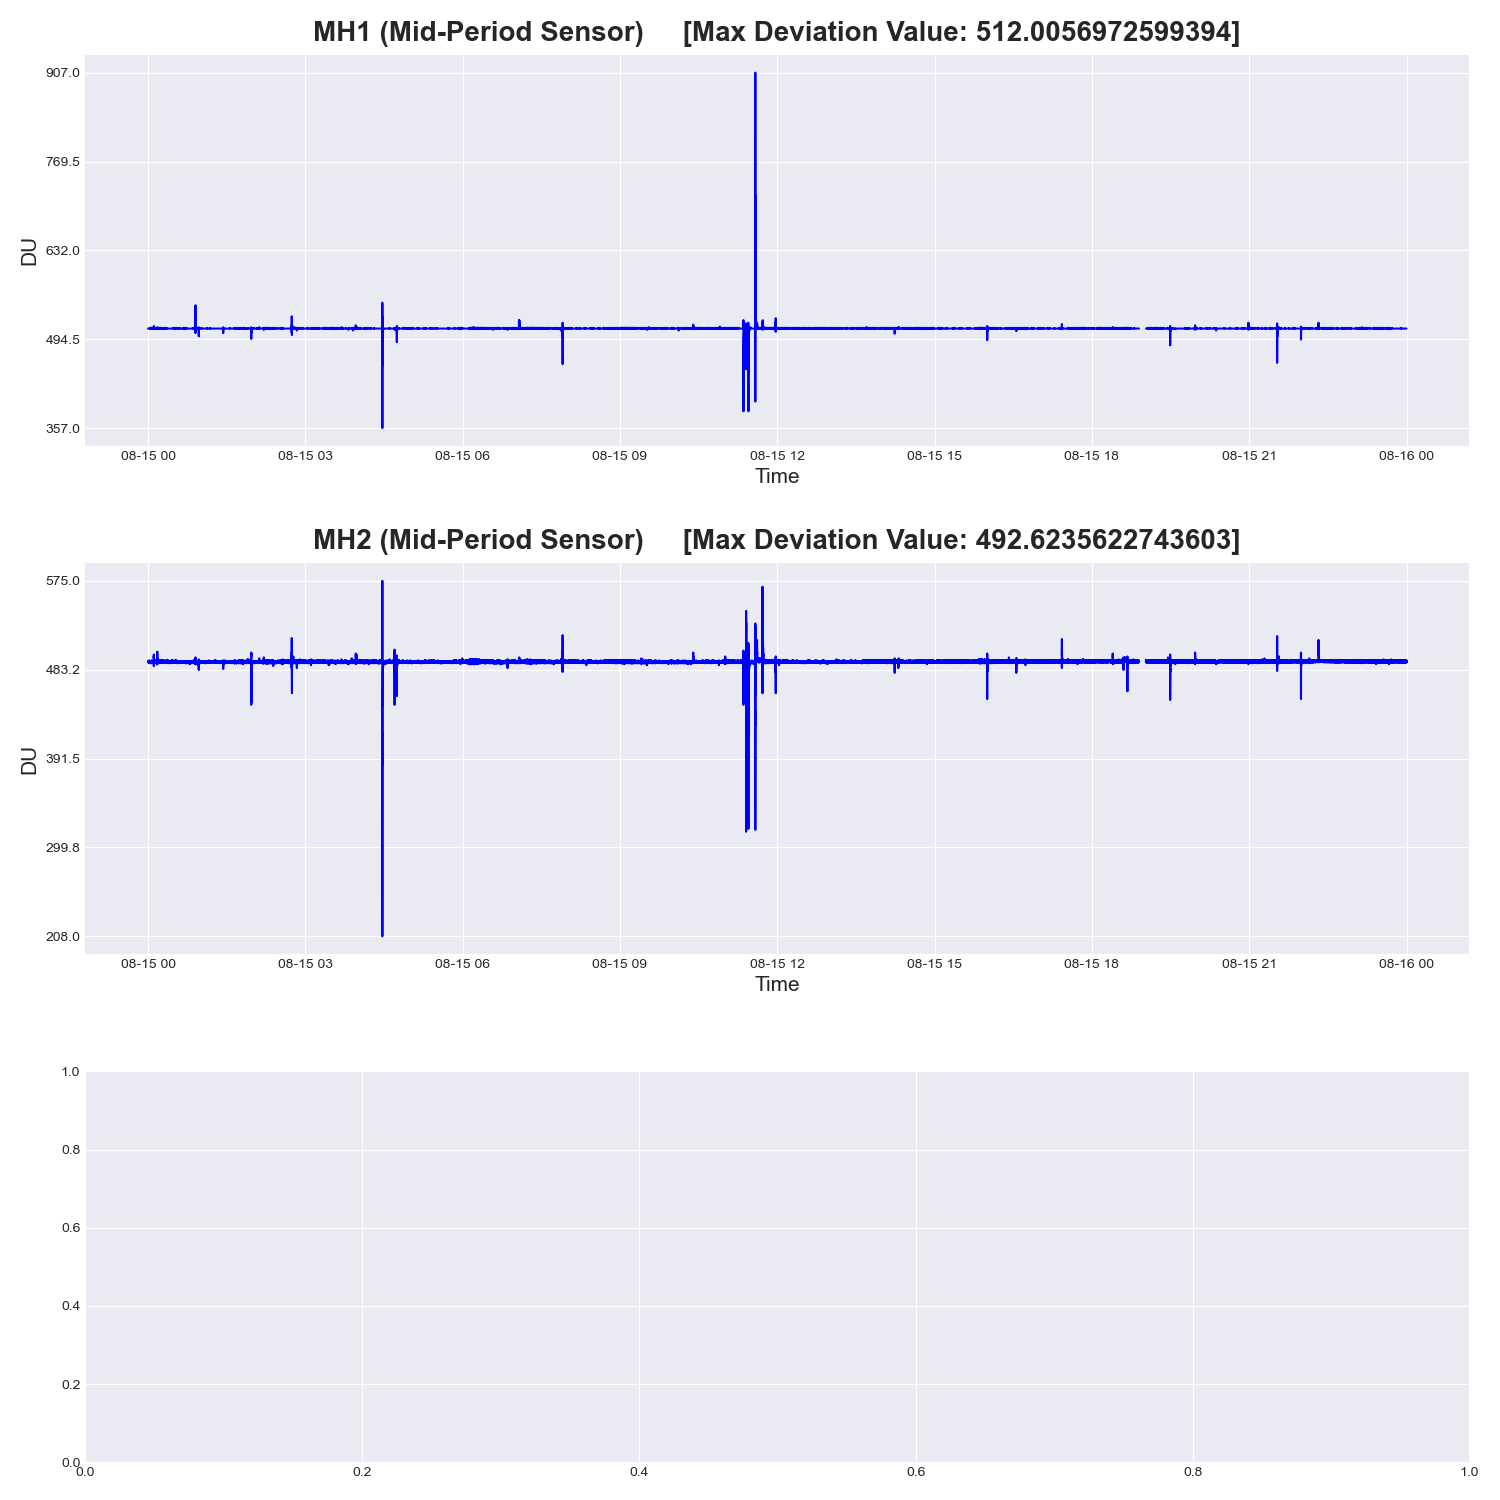 MH1 (Mid-Period Sensor) [Max Deviation Value: 512.0056972599394]
907.0
769.5
632.0
494.5
357.0
DU
08-15 00 08-15 03 08-15 06 08-15 09 08-15 12 08-15 15 08-15 18 08-15 21 08-16 00
Time
MH2 (Mid-Period Sensor) [Max Deviation Value: 492.6235622743603]
575.0
483.2
391.5
299.8
208.0
DU
08-15 00 08-15 03 08-15 06 08-15 09 08-15 12 08-15 15 08-15 18 08-15 21 08-16 00
Time
1.0
0.8
0.6
0.4
0.2
0.0
0.0 0.2 0.4 0.6 0.8 1.0